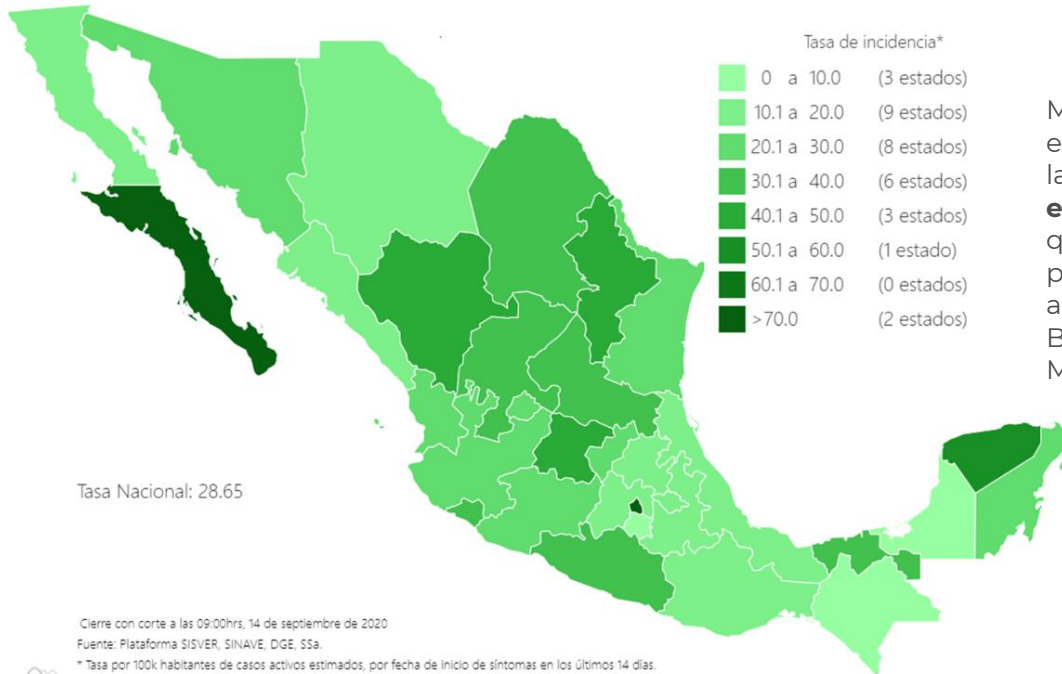 Tasa de incidencia*
0 a 10.0 (3 estados)
10.1 a 20.0 (9 estados)
20.1 a 30.0 (8 estados)
30.1 a 40.0 (6 estados)
40.1 a 50.0 (3 estados)
50.1 a 60.0 (1 estado)
60.1 a 70.0 (0 estados)
>70.0 (2 estados)
M
e
la
e
q
p
a
B
M
Tasa Nacional: 28.65
Cierre con corte a las 09:00hrs, 14 de septiembre de 2020
Fuente: Plataforma SISVER, SINAVE, DGE, SSa.
* Tasa por 100k habitantes de casos activos estimados, por fecha de inicio de síntomas en los últimos 14 días.